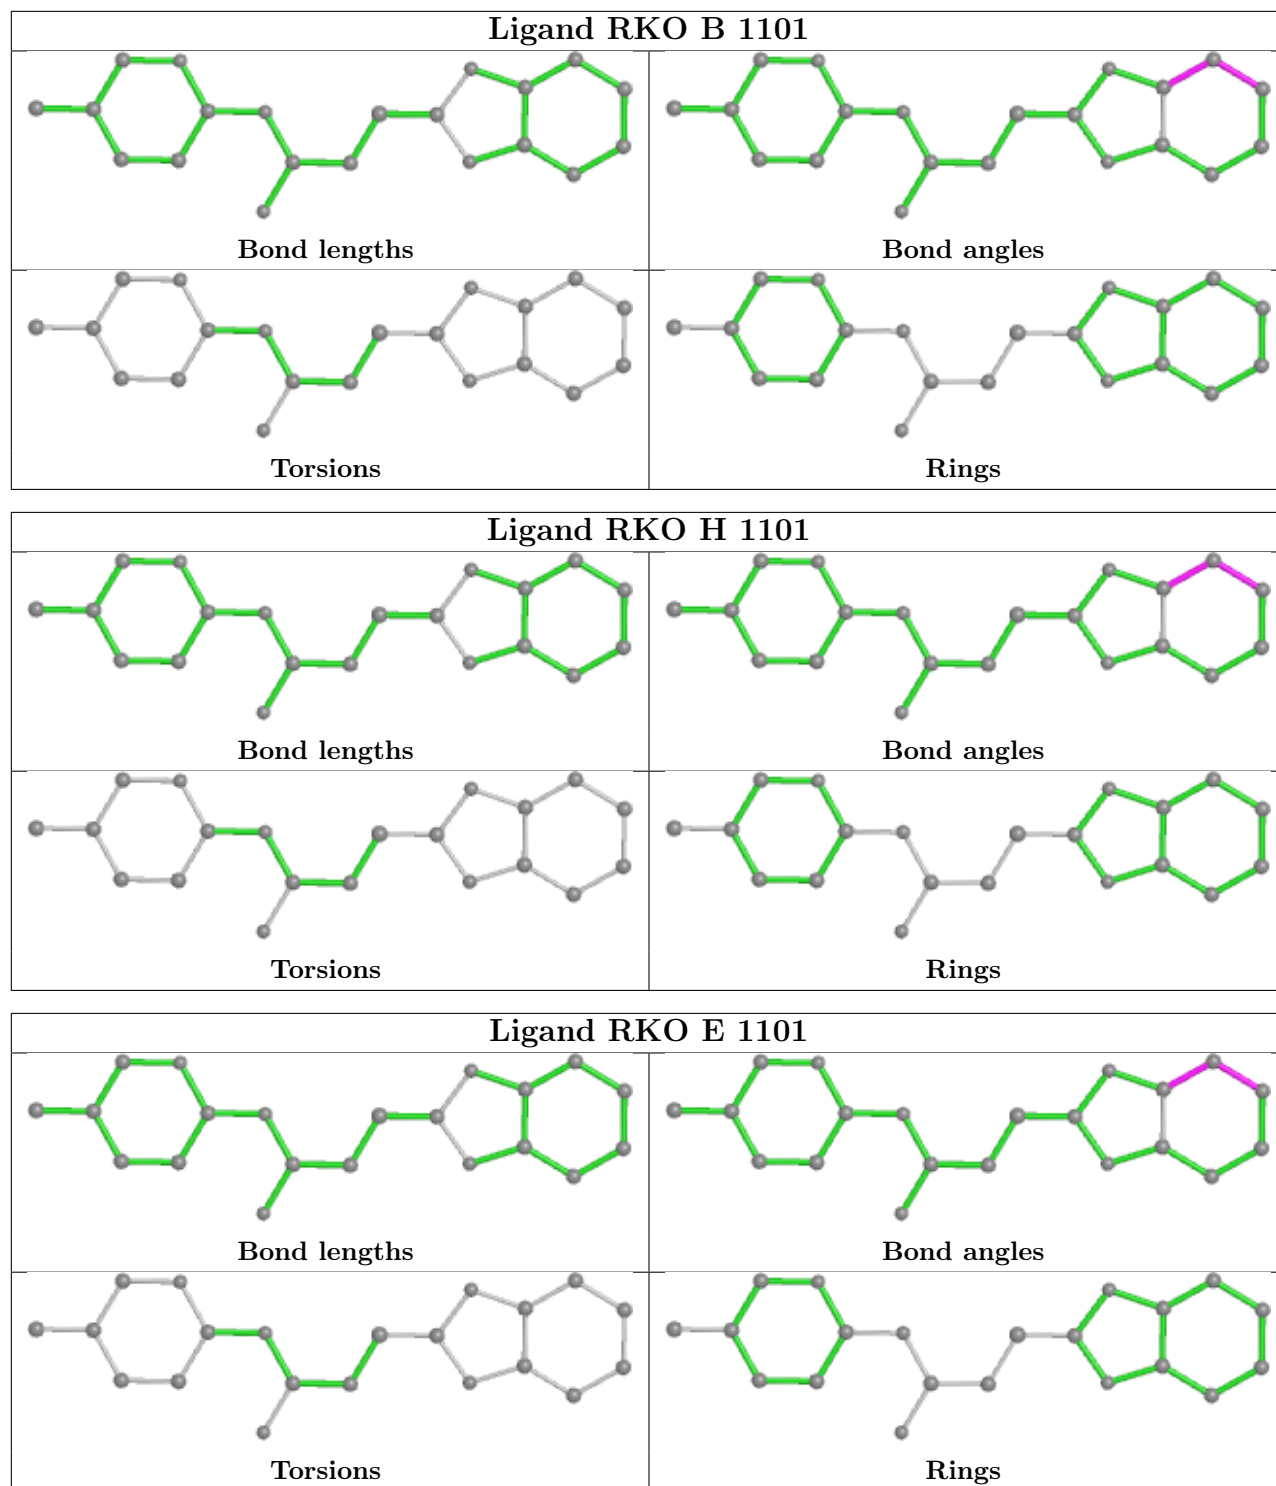 Ligand RKO B 1101
Bond lengths
Bond angles
Torsions
Rings
Ligand RKO H 1101
Bond lengths
Bond angles
Torsions
Rings
Ligand RKO E 1101
Bond lengths
Bond angles
Torsions
Rings